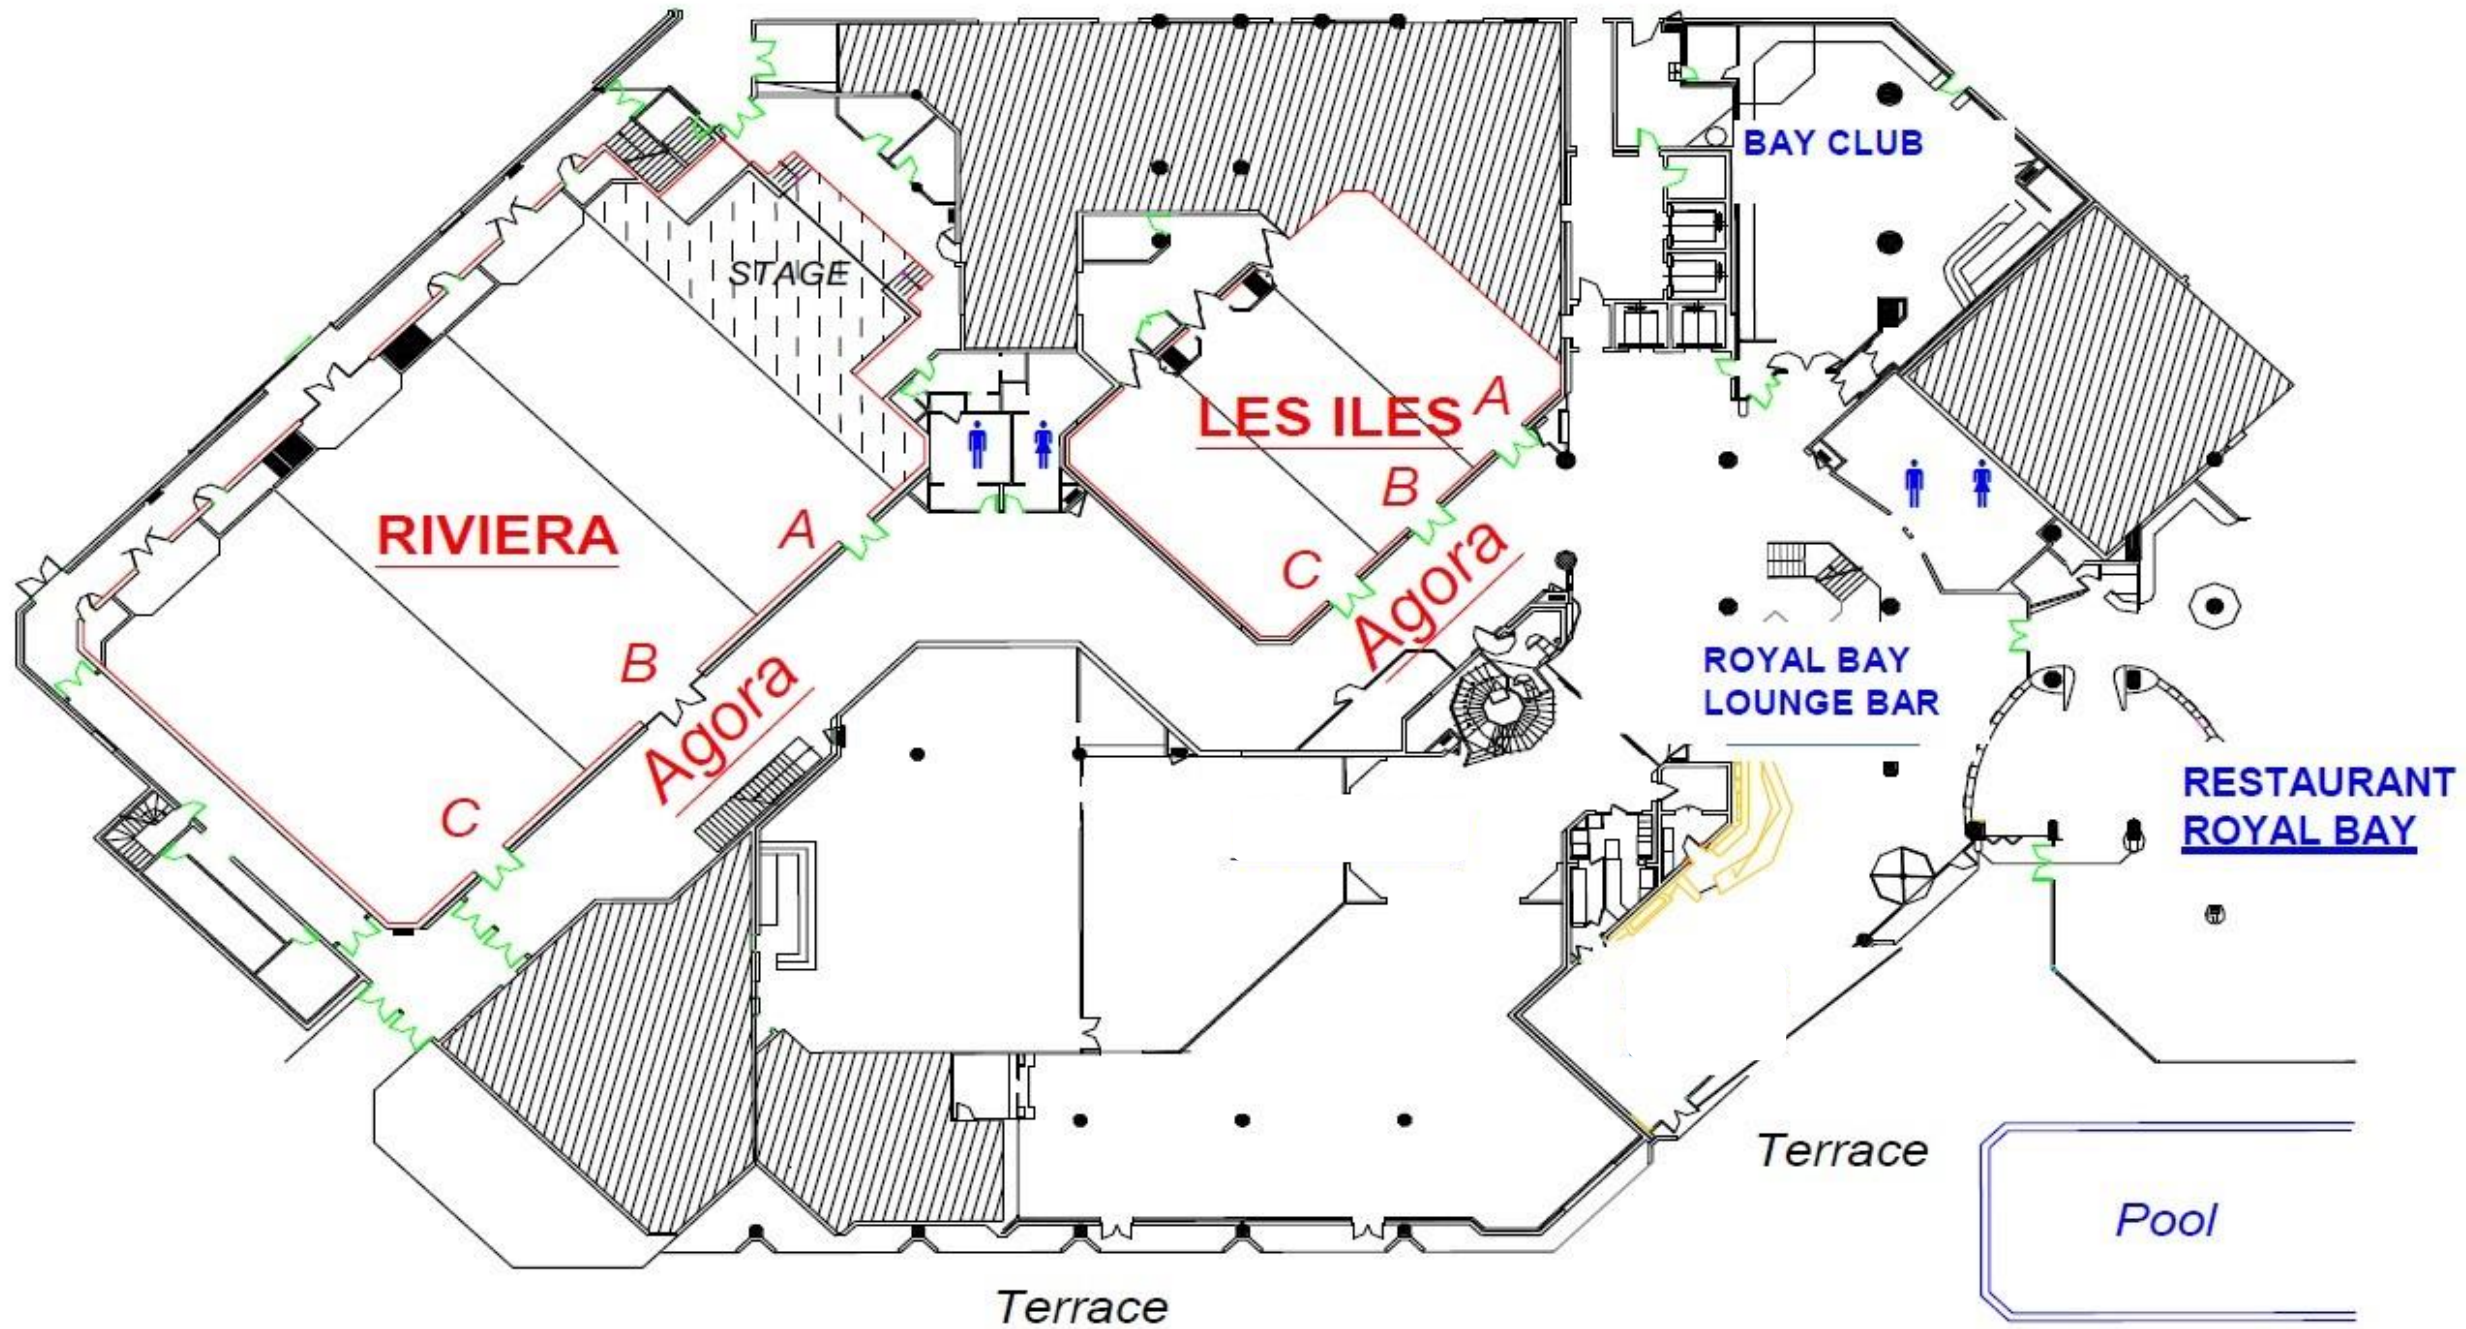 BAY CLUB
STAGE
LES ILES
A
B
C
Agora
RIVIERA
A
B
C
Agora
ROYAL BAY
LOUNGE BAR
RESTAURANT
ROYAL BAY
Terrace
Pool
Terrace